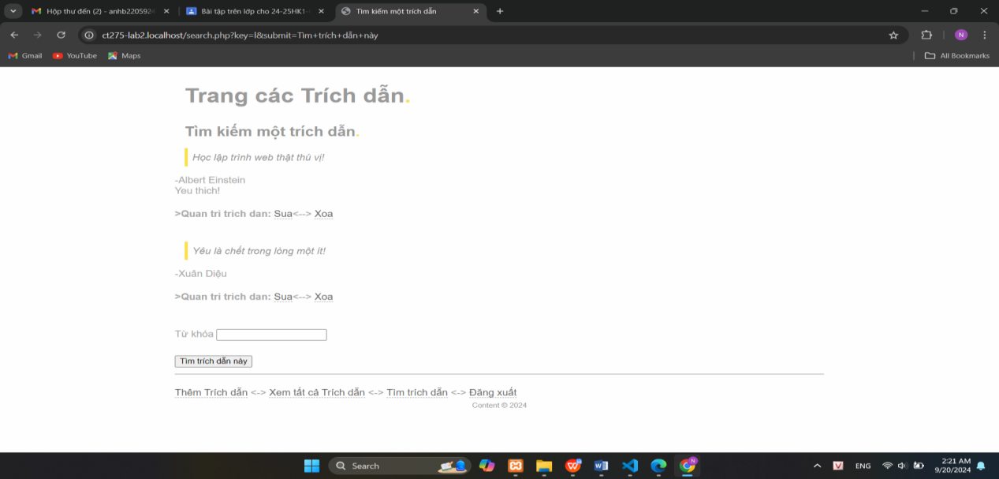 Hộp thư đến (2) - anhb220592
Bài tập trên lớp cho 24-25HK1-
Tìm kiếm một trích dẫn
ct275-lab2.localhost/search.php?key=l&submit=Tìm+trích+dẫn+này
N
Gmail
YouTube
Maps
All Bookmarks
Trang các Trích dẫn.
Tìm kiếm một trích dẫn.
Học lập trình web thật thú vị!
-Albert Einstein
Yeu thich!
>Quan tri trich dan: Sua<--> Xoa
Yêu là chết trong lòng một ít!
-Xuân Diệu
>Quan tri trich dan: Sua<--> Xoa
Từ khóa
Tìm trích dẫn này
Thêm Trích dẫn <-> Xem tất cả Trích dẫn <-> Tìm trích dẫn <-> Đăng xuất
Content © 2024
Search
N
V
ENG
2:21 AM
9/20/2024